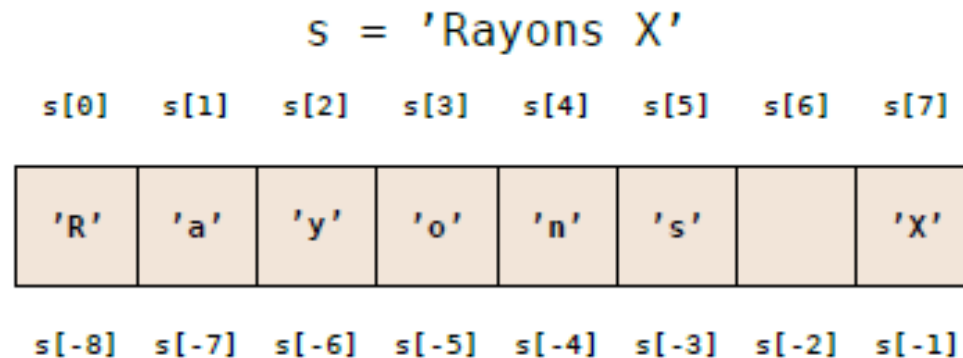 s = ’Rayons X’
s[0] s[1] s[2] s[3] s[4] s[5] s[6] s[7]
’R’ ’a’ ’y’ ’o’ ’n’ ’s’ ’X’
s[-8] s[-7] s[-6] s[-5] s[-4] s[-3] s[-2] s[-1]